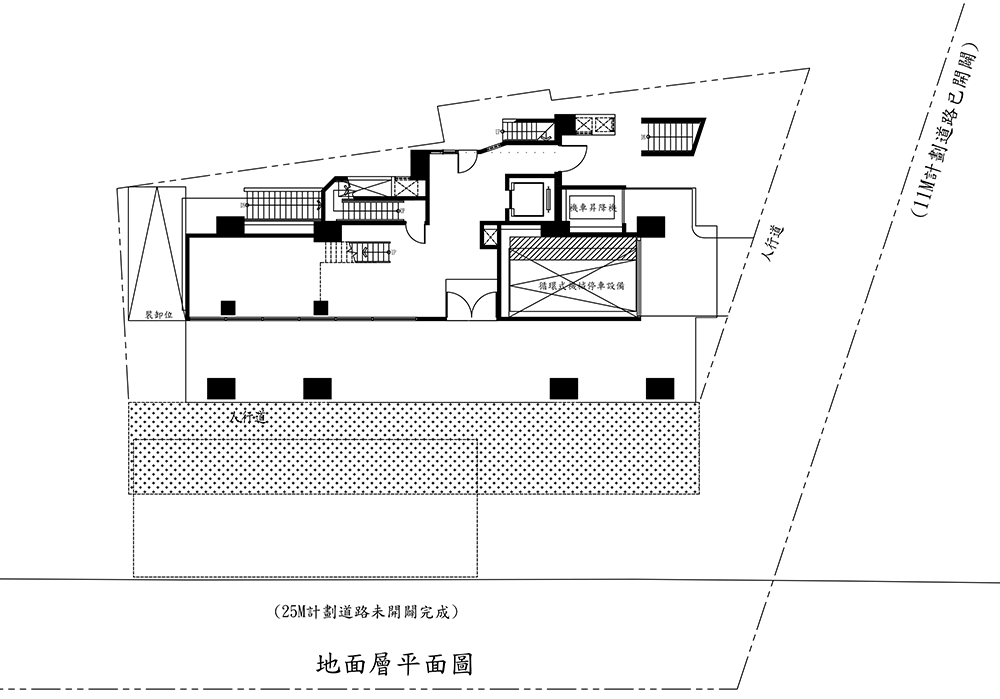 (11M計劃道路已開闢)
機車昇降機
人行道
循環式機械停車設備
裝卸位
人行道
(25M計劃道路未開闢完成)
地面層平面圖